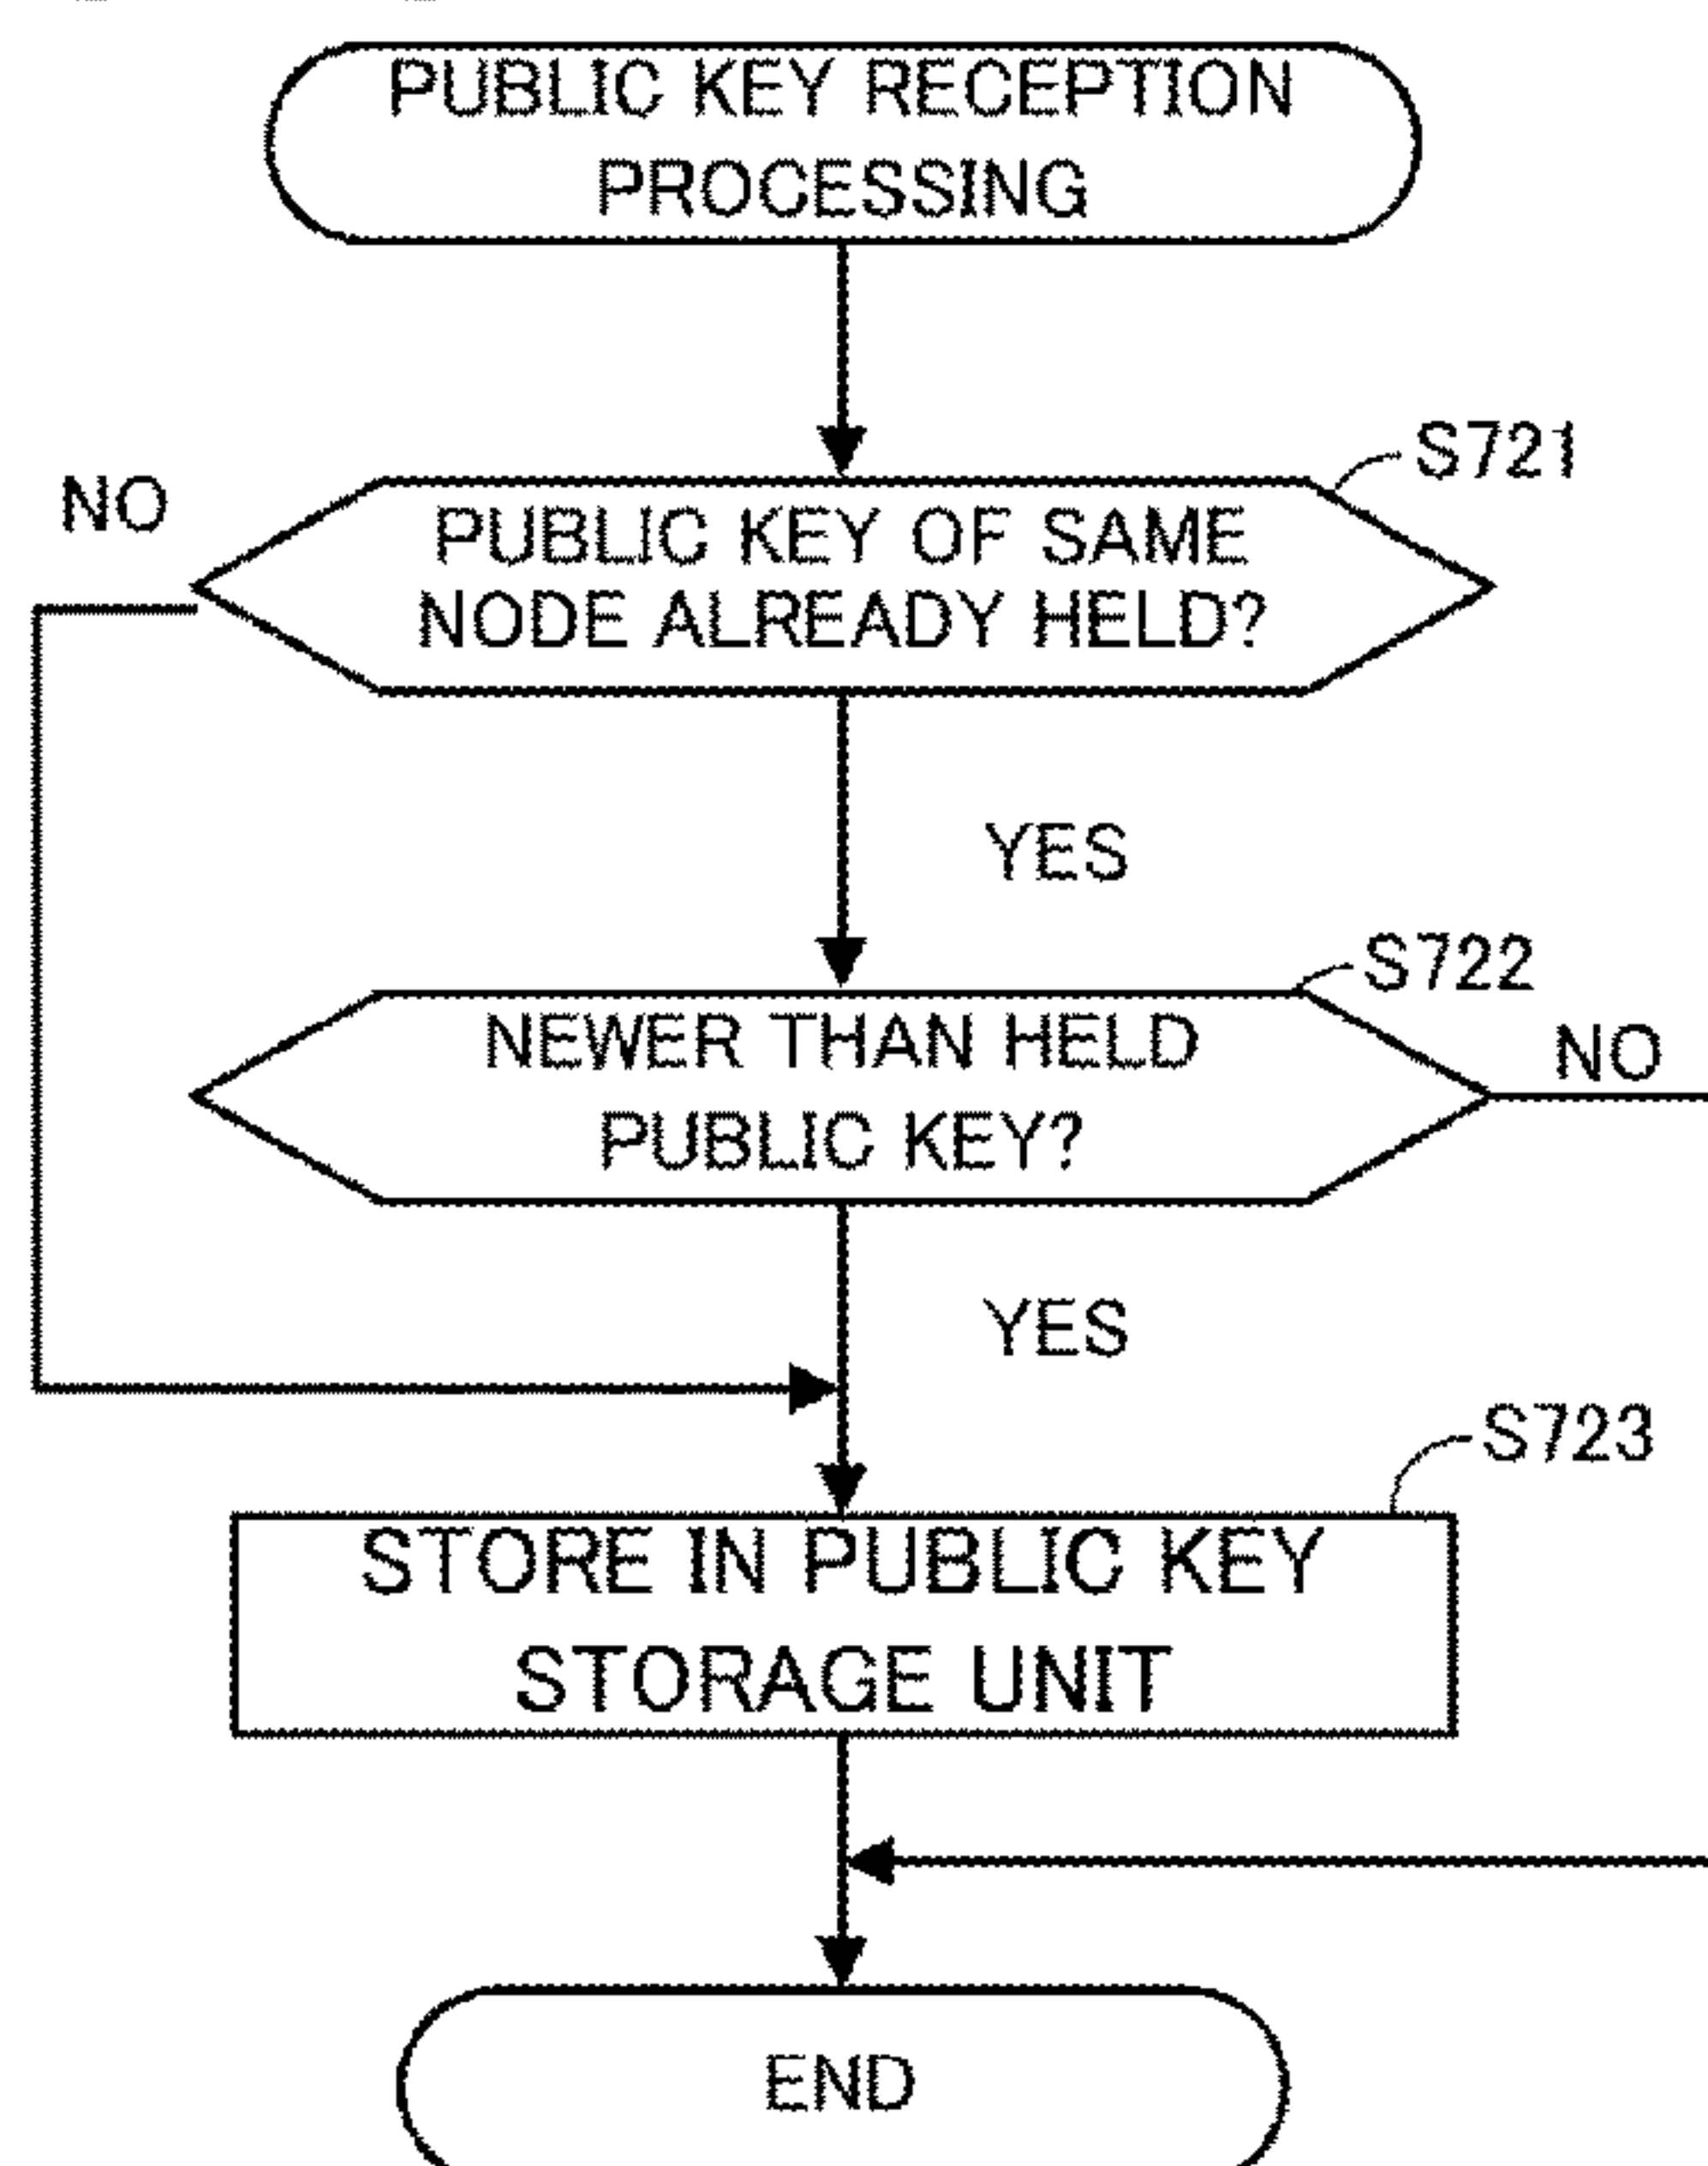 PUBLIC KEY RECEPTION
PROCESSING
S721
NO
PUBLIC KEY OF SAME
NODE ALREADY HELD?
YES
S722
NEWER THAN HELD
PUBLIC KEY?
NO
YES
S723
STORE IN PUBLIC KEY
STORAGE UNIT
END